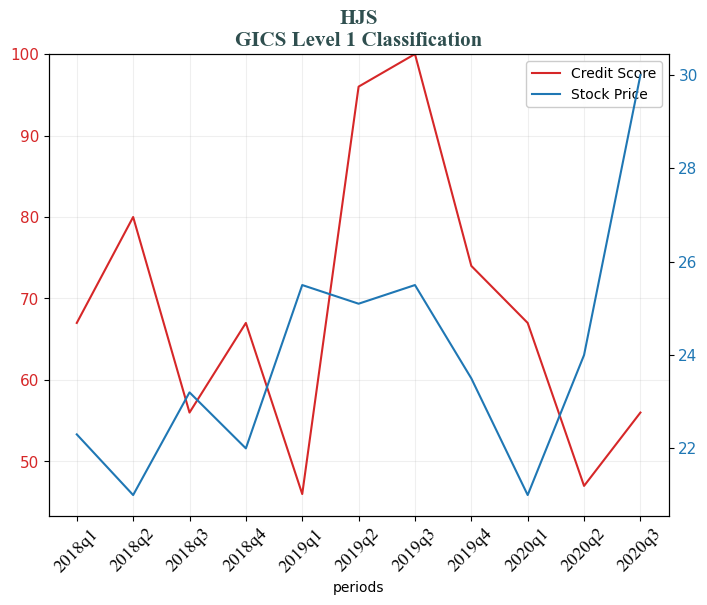 HJS
GICS Level 1 Classification
Credit Score
Stock Price
100
90
80
70
60
50
30
28
26
24
22
2018q1
2018q2
2018q3
2018q4
2019q1
2019q2
2019q3
2019q4
2020q1
2020q2
2020q3
periods